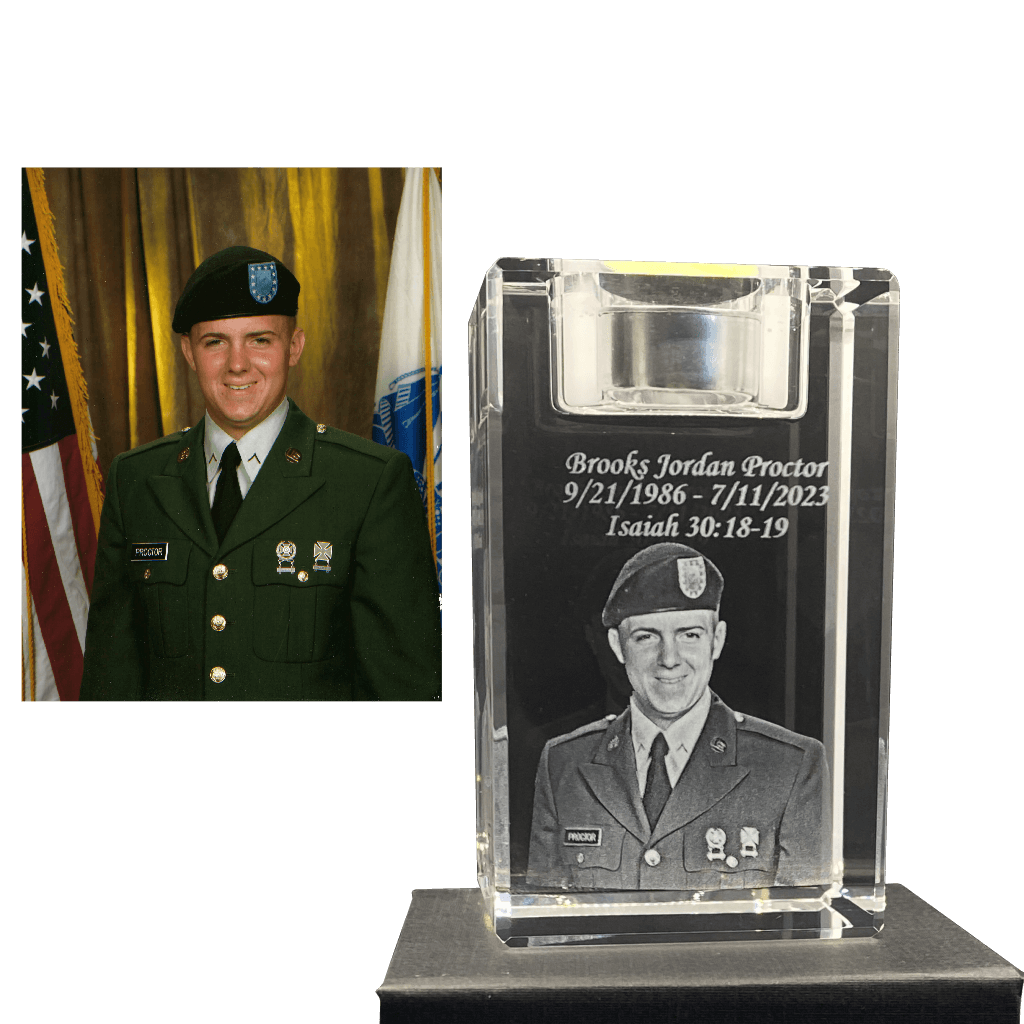 PROCTOR
Brooks Jordan Proctor
9/21/1986 - 7/11/2023
Isaiah 30:18-19
PROCTOR